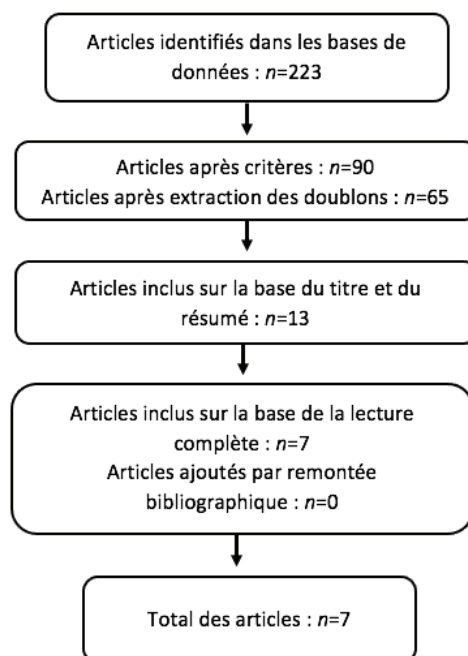 Articles identifiés dans les bases de
données : n=223
Articles après critères : n=90
Articles après extraction des doublons : n=65
Articles inclus sur la base du titre et du
résumé : n=13
Articles inclus sur la base de la lecture
complète : n=7
Articles ajoutés par remontée
bibliographique : n=0
Total des articles : n=7